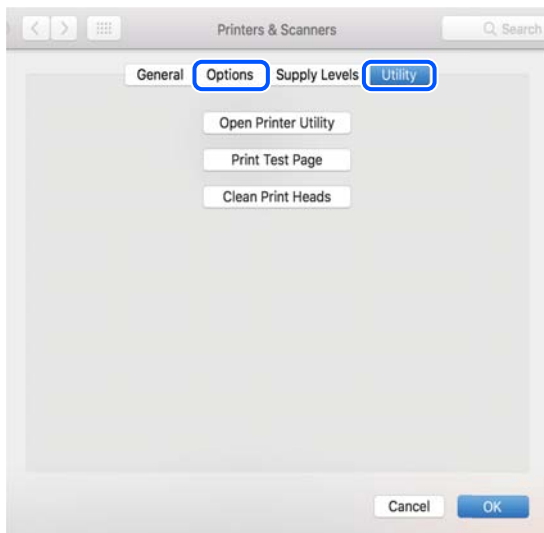 Printers & Scanners
Search
General Options Supply Levels Utility
Open Printer Utility
Print Test Page
Clean Print Heads
Cancel OK